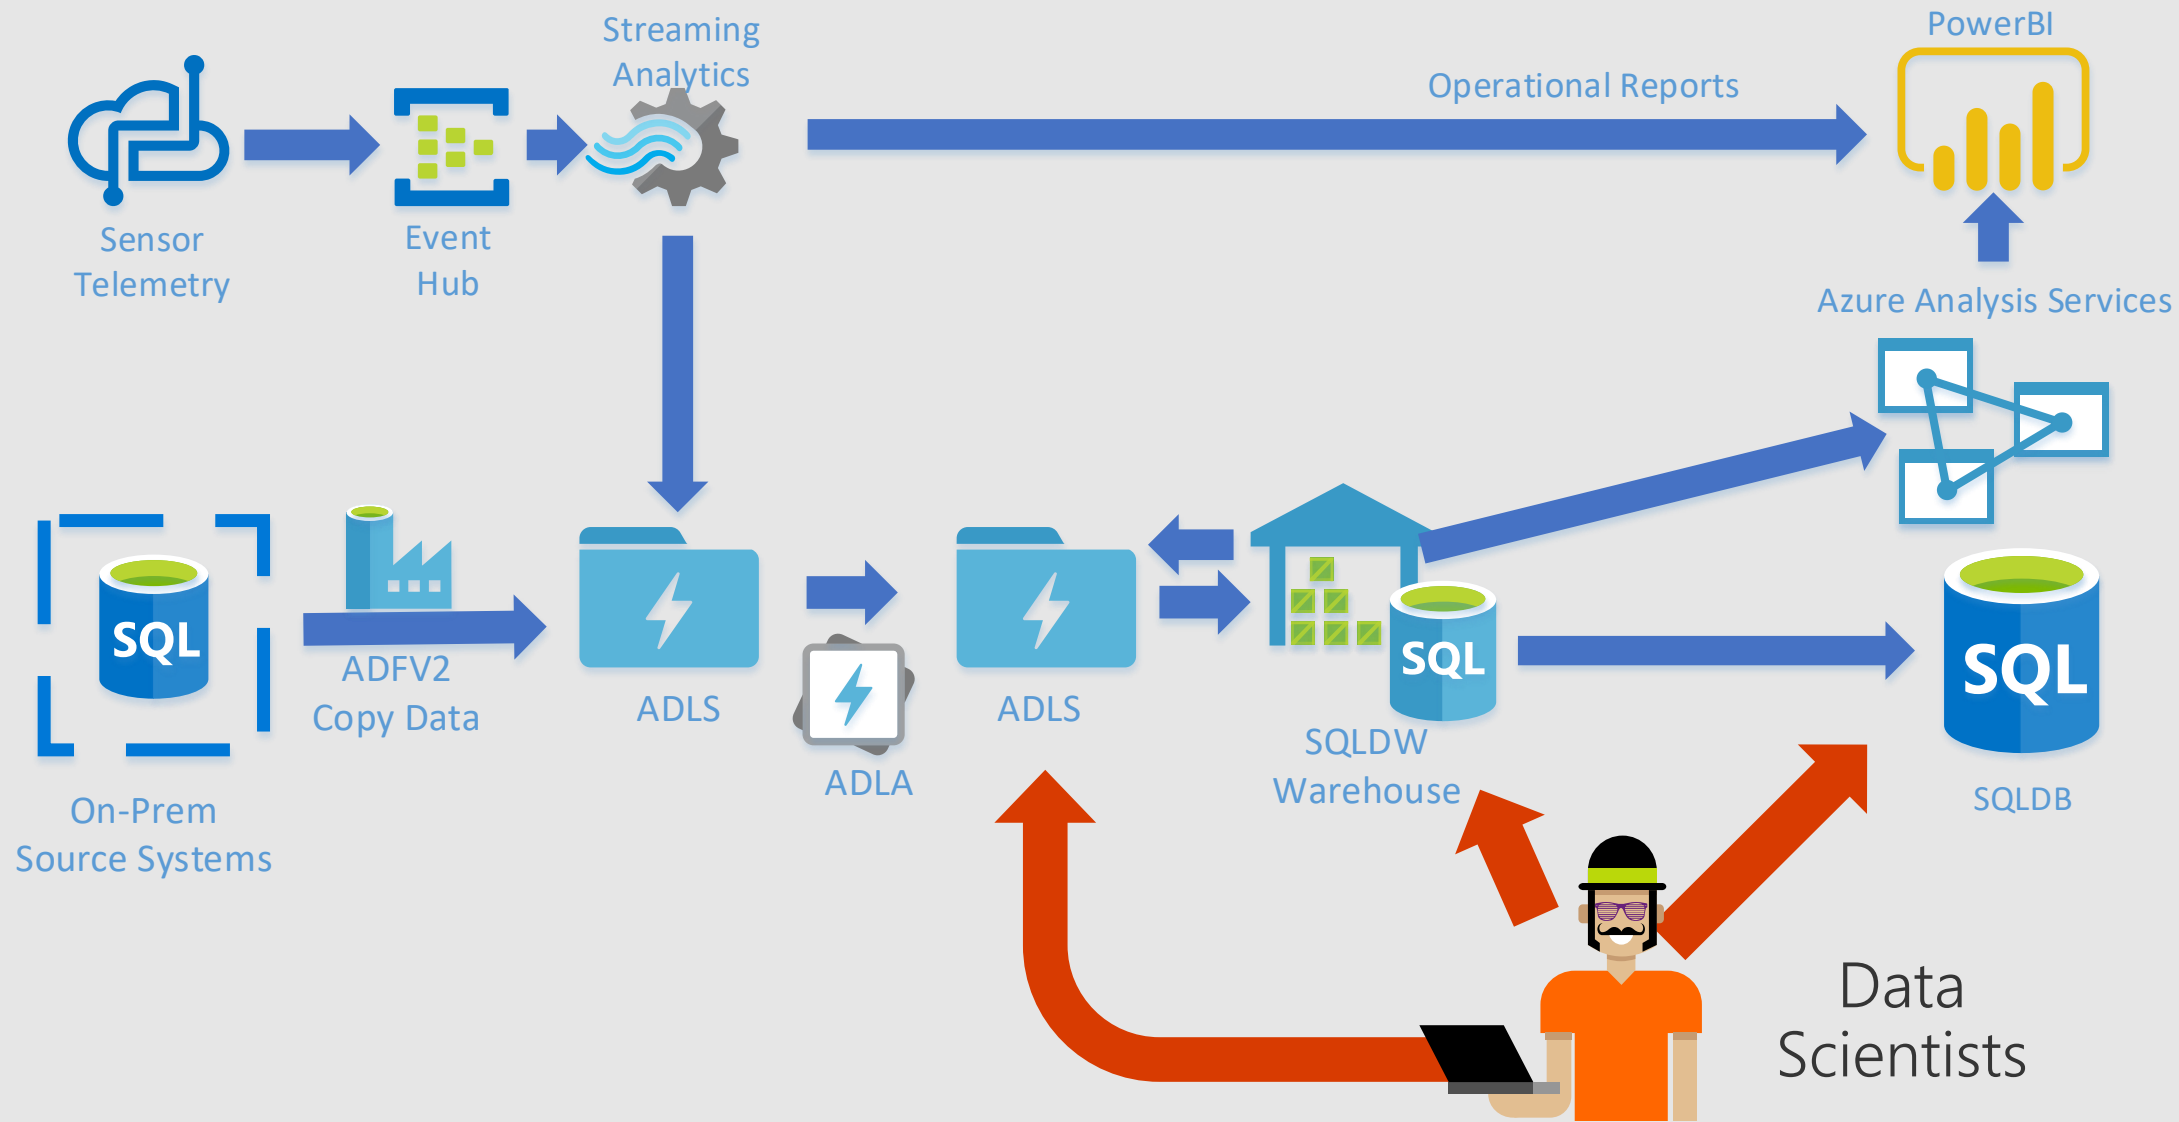 Streaming
Analytics
PowerBI
Operational Reports
Sensor
Telemetry
Event
Hub
Azure Analysis Services
SQL
ADFV2
Copy Data
ADLS
ADLA
ADLS
SQL
SQLDW
Warehouse
SQL
SQLDB
On-Prem
Source Systems
Data
Scientists